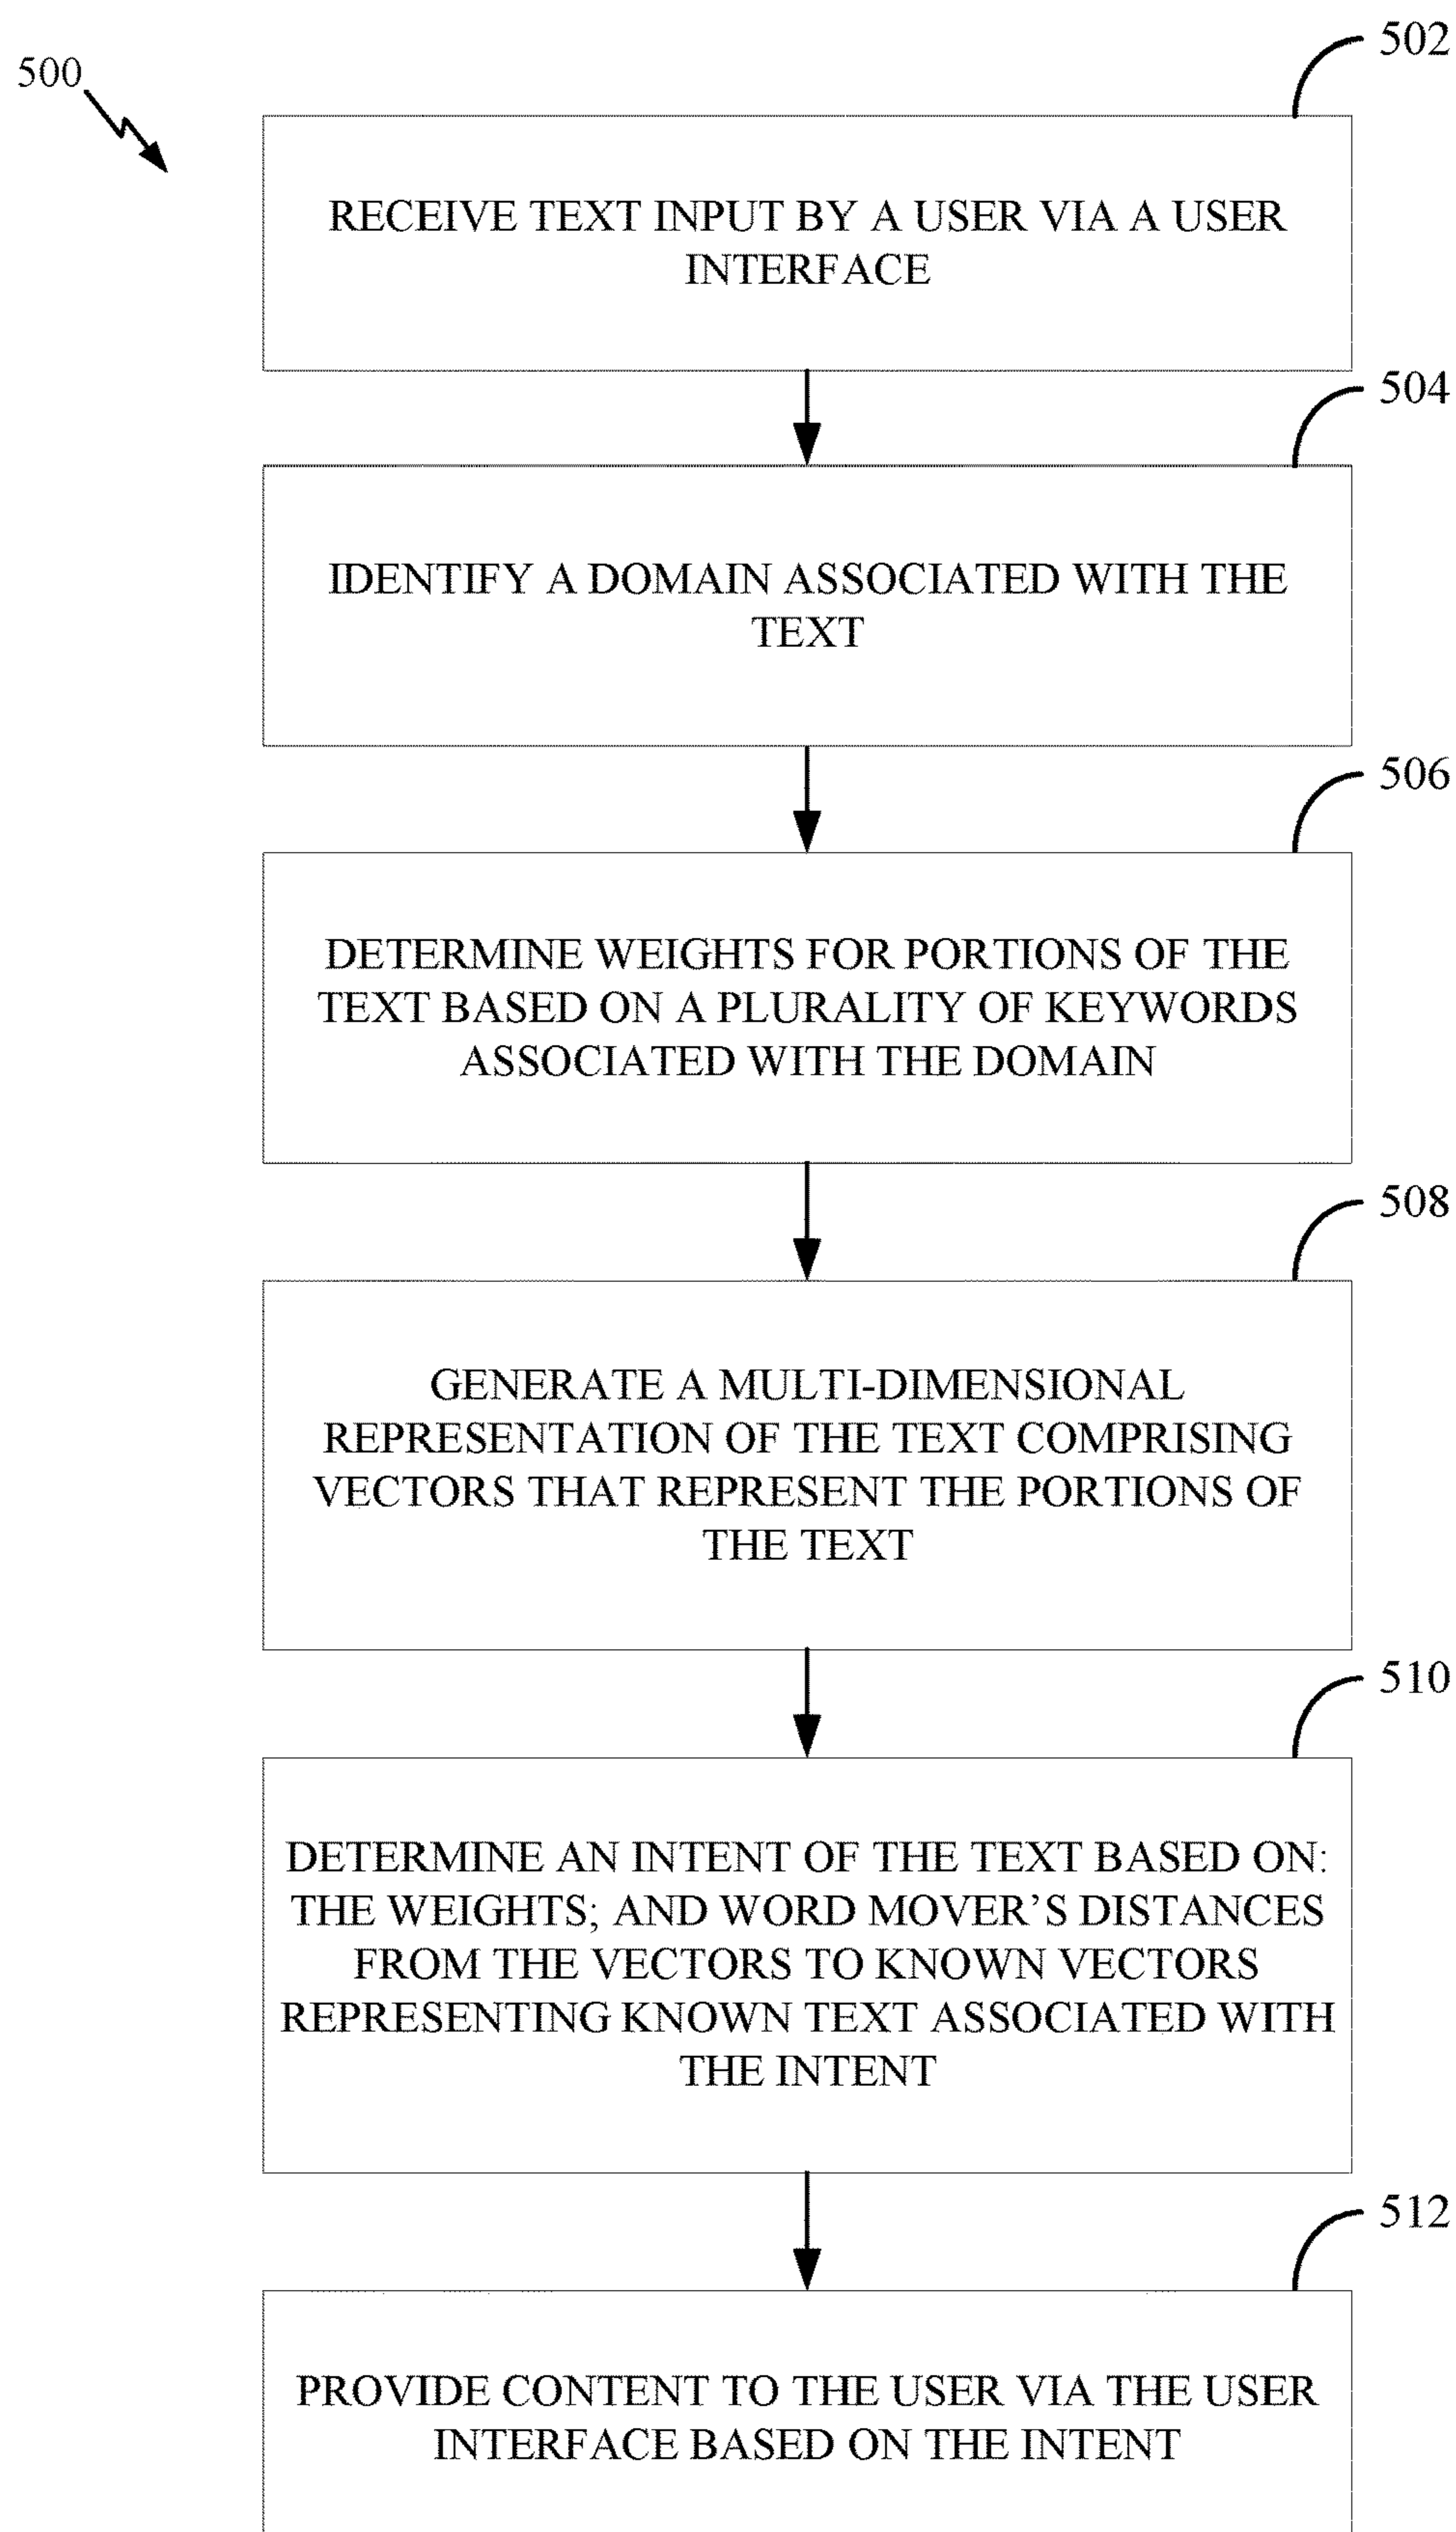 500
502
RECEIVE TEXT INPUT BY A USER VIA A USER
INTERFACE
504
IDENTIFY A DOMAIN ASSOCIATED WITH THE
TEXT
506
DETERMINE WEIGHTS FOR PORTIONS OF THE
TEXT BASED ON A PLURALITY OF KEYWORDS
ASSOCIATED WITH THE DOMAIN
508
GENERATE A MULTI-DIMENSIONAL
REPRESENTATION OF THE TEXT COMPRISING
VECTORS THAT REPRESENT THE PORTIONS OF
THE TEXT
510
DETERMINE AN INTENT OF THE TEXT BASED ON:
THE WEIGHTS; AND WORD MOVER’S DISTANCES
FROM THE VECTORS TO KNOWN VECTORS
REPRESENTING KNOWN TEXT ASSOCIATED WITH
THE INTENT
512
PROVIDE CONTENT TO THE USER VIA THE USER
INTERFACE BASED ON THE INTENT